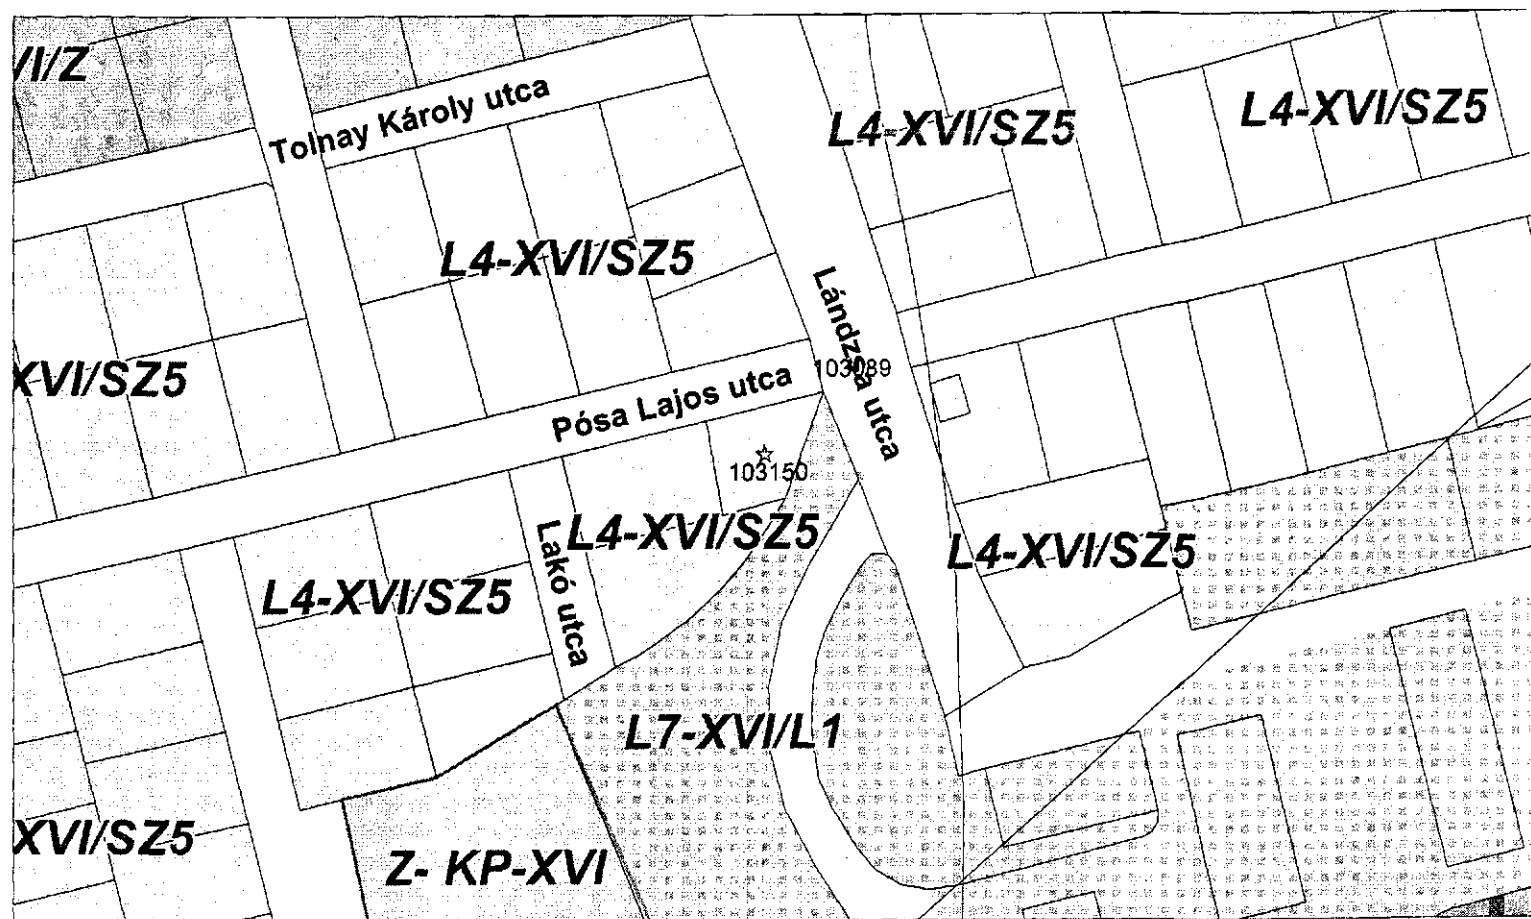 VI/Z
Tolnay Károly utca
L4-XVI/SZ5
L4-XVI/SZ5
L4-XVI/SZ5
Lándzsa utca
103089
XVI/SZ5
Pósa Lajos utca
103150
L4-XVI/SZ5
L4-XVI/SZ5
Lakó utca
L4-XVI/SZ5
L7-XVI/L1
XVI/SZ5
Z- KP-XVI